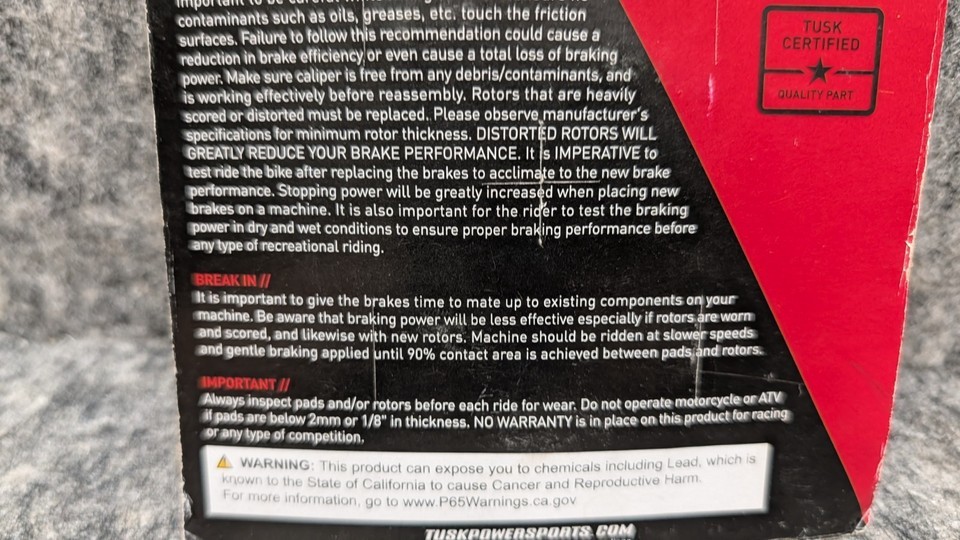 contaminants such as oils, greases, etc. touch the friction
surfaces. Failure to follow this recommendation could cause a
reduction in brake efficiency or even cause a total loss of braking
power. Make sure caliper is free from any debris/contaminants, and
is working effectively before reassembly. Rotors that are heavily
scored or distorted must be replaced. Please observe manufacturer's
specifications for minimum rotor thickness. DISTORTED ROTORS WILL
GREATLY REDUCE YOUR BRAKE PERFORMANCE. It is IMPERATIVE to
test ride the bike after replacing the brakes to acclimate to the new brake
performance. Stopping power will be greatly increased when placing new
brakes on a machine. It is also important for the rider to test the braking
power in dry and wet conditions to ensure proper braking performance before
any type of recreational riding.
BREAK IN //
It is important to give the brakes time to mate up to existing components on your
machine. Be aware that braking power will be less effective especially if rotors are worn
and scored, and likewise with new rotors. Machine should be ridden at slower speeds
and gentle braking applied until 90% contact area is achieved between pads and rotors.
IMPORTANT //
Always inspect pads and/or rotors before each ride for wear. Do not operate motorcycle or ATV
if pads are below 2mm or 1/8" in thickness. NO WARRANTY is in place on this product for racing
or any type of competition.
WARNING: This product can expose you to chemicals including Lead, which is
known to the State of California to cause Cancer and Reproductive Harm.
For more information, go to www.P65Warnings.ca.gov
TUSKPOWERSPORTS.COM
TUSK
CERTIFIED
QUALITY PART